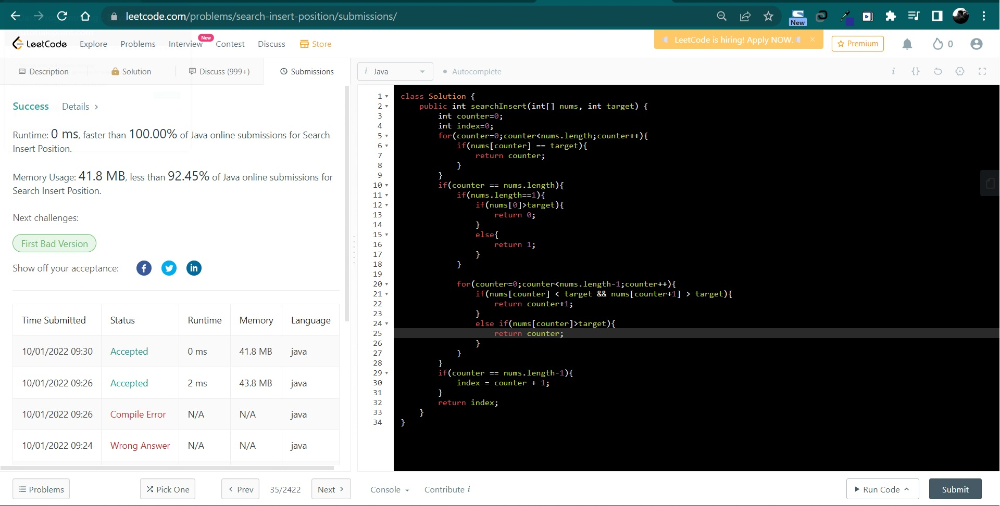 leetcode.com/problems/search-insert-position/submissions/
New
LeetCode
Explore
Problems
Interview
New
Contest
Discuss
Store
LeetCode is hiring! Apply NOW.
Premium
0
Description
Solution
Discuss (999+)
Submissions
i Java
Autocomplete
i {}
Success Details >
Runtime: 0 ms, faster than 100.00% of Java online submissions for Search
Insert Position.
Memory Usage: 41.8 MB, less than 92.45% of Java online submissions for
Search Insert Position.
Next challenges:
First Bad Version
Show off your acceptance:
Time Submitted Status Runtime Memory Language
10/01/2022 09:30 Accepted 0 ms 41.8 MB java
10/01/2022 09:26 Accepted 2 ms 43.8 MB java
10/01/2022 09:26 Compile Error N/A N/A java
10/01/2022 09:24 Wrong Answer N/A N/A java
1 class Solution {
2 public int searchInsert(int[] nums, int target) {
3 int counter=0;
4 int index=0;
5 for(counter=0;counter<nums.length;counter++){
6 if(nums[counter] == target){
7 return counter;
8 }
9 }
10 if(counter == nums.length){
11 if(nums.length==1){
12 if(nums[0]>target){
13 return 0;
14 }
15 else{
16 return 1;
17 }
18 }
19
20 for(counter=0;counter<nums.length-1;counter++){
21 if(nums[counter] < target && nums[counter+1] > target){
22 return counter+1;
23 }
24 else if(nums[counter]>target){
25 return counter;
26 }
27 }
28 }
29 if(counter == nums.length-1){
30 index = counter + 1;
31 }
32 return index;
33 }
34 }
Problems
Pick One
< Prev
35/2422
Next >
Console
Contribute i
Run Code
Submit